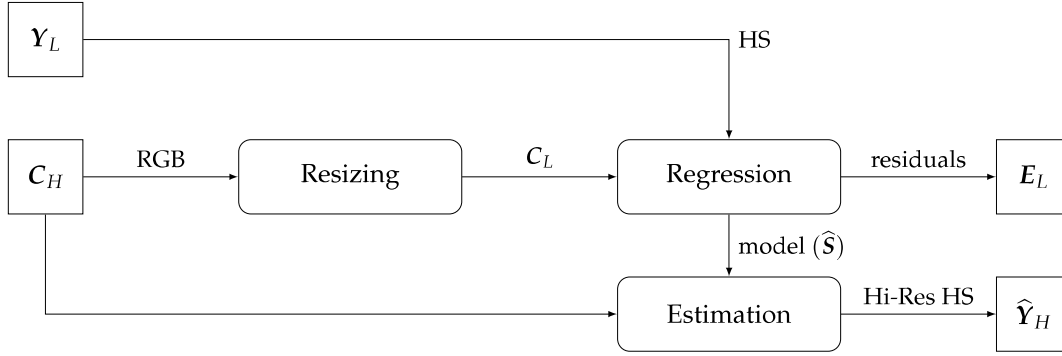 Y_L
HS
C_H
RGB
Resizing
C_L
Regression
residuals
E_L
model (Ŝ)
Estimation
Hi-Res HS
Ŷ_H